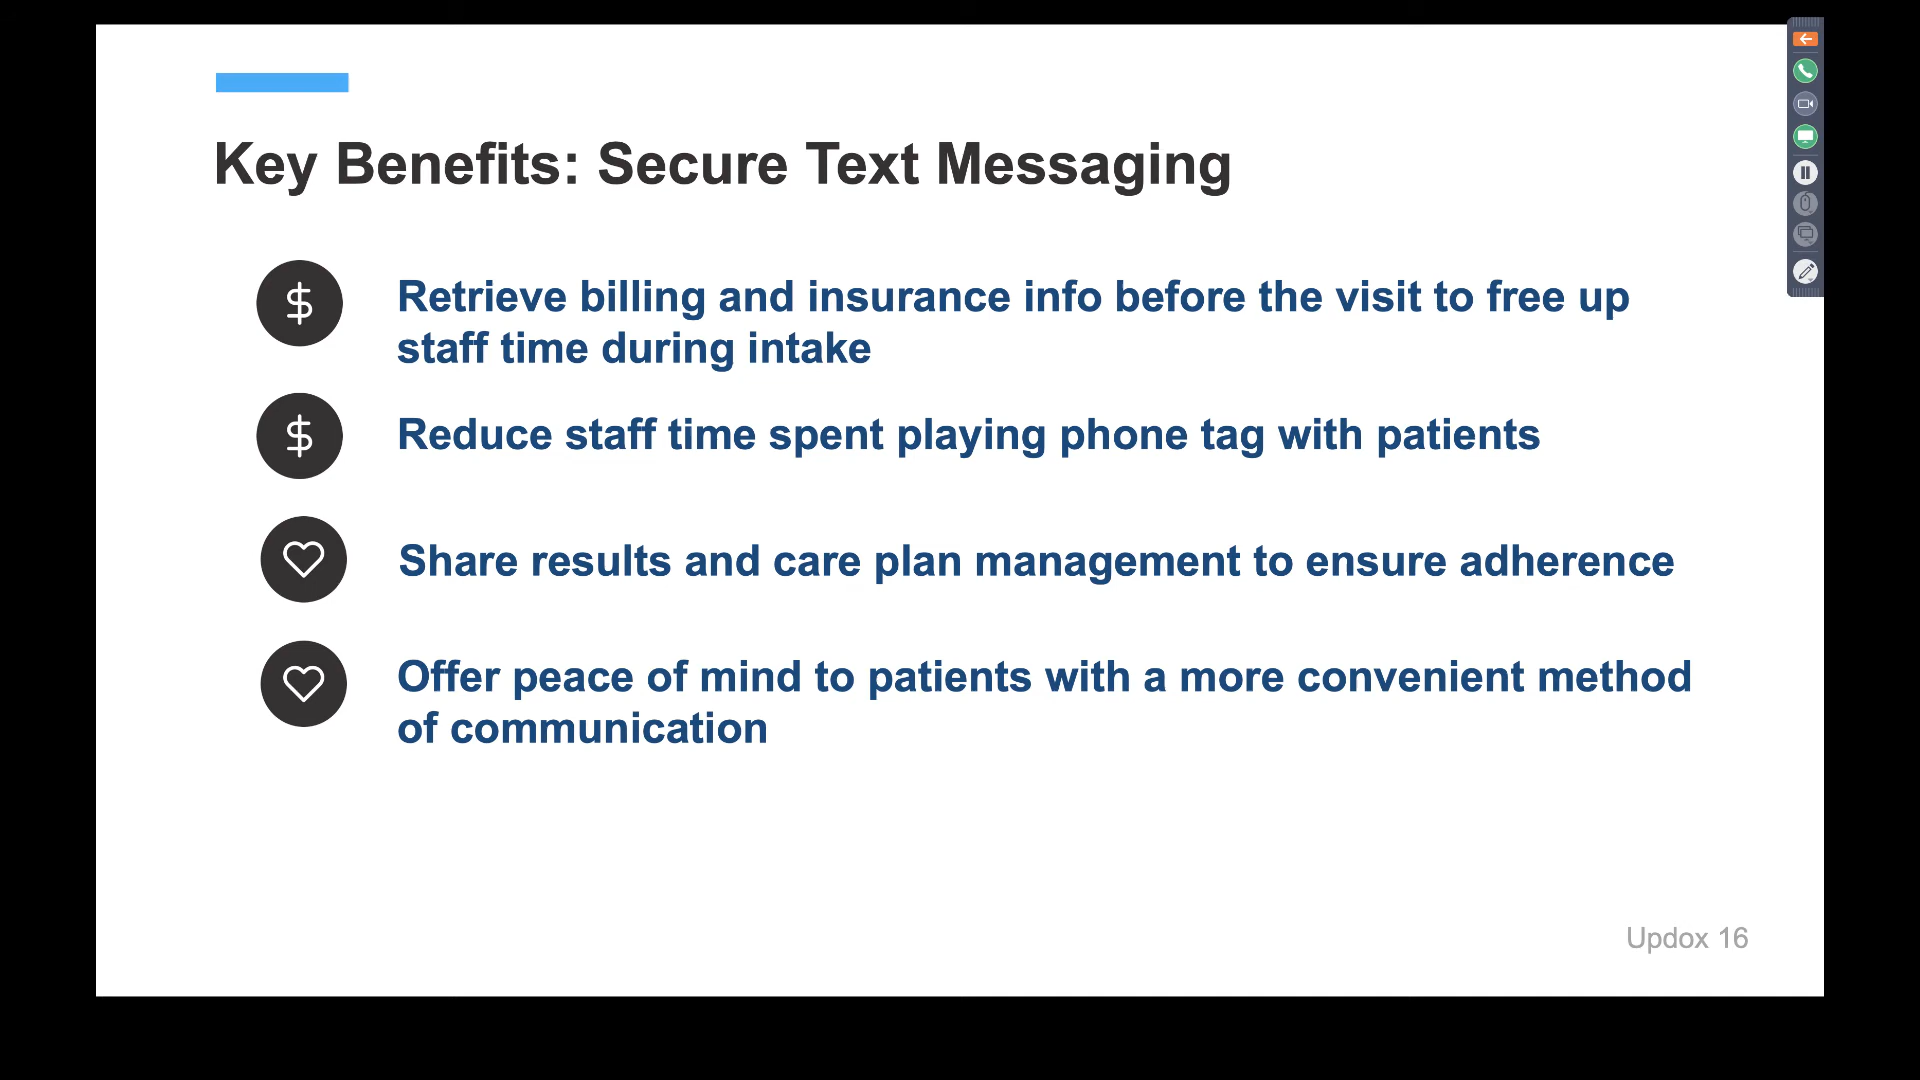 Key Benefits: Secure Text Messaging
$
Retrieve billing and insurance info before the visit to free up
staff time during intake
$
Reduce staff time spent playing phone tag with patients
Share results and care plan management to ensure adherence
Offer peace of mind to patients with a more convenient method
of communication
Updox 16